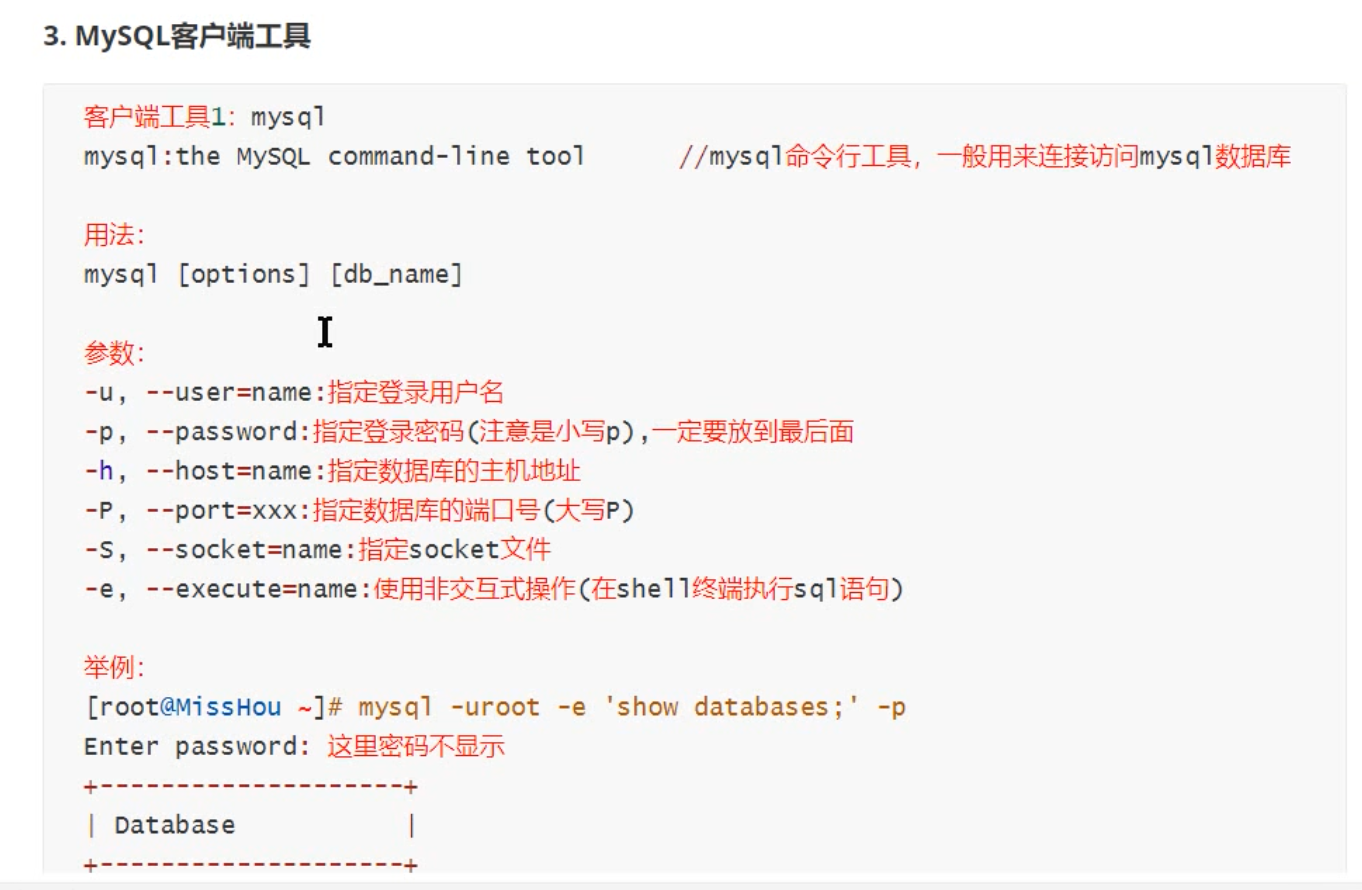 3. MySQL客户端工具
客户端工具1：mysql
mysql:the MySQL command-line tool //mysql命令行工具，一般用来连接访问mysql数据库
用法：
mysql [options] [db_name]
参数：
-u, --user=name:指定登录用户名
-p, --password:指定登录密码(注意是小写p),一定要放到最后面
-h, --host=name:指定数据库的主机地址
-P, --port=xxx:指定数据库的端口号(大写P)
-S, --socket=name:指定socket文件
-e, --execute=name:使用非交互式操作(在shell终端执行sql语句)
举例：
[root@MissHou ~]# mysql -uroot -e 'show databases;' -p
Enter password: 这里密码不显示
+--------------------+
| Database           |
+--------------------+